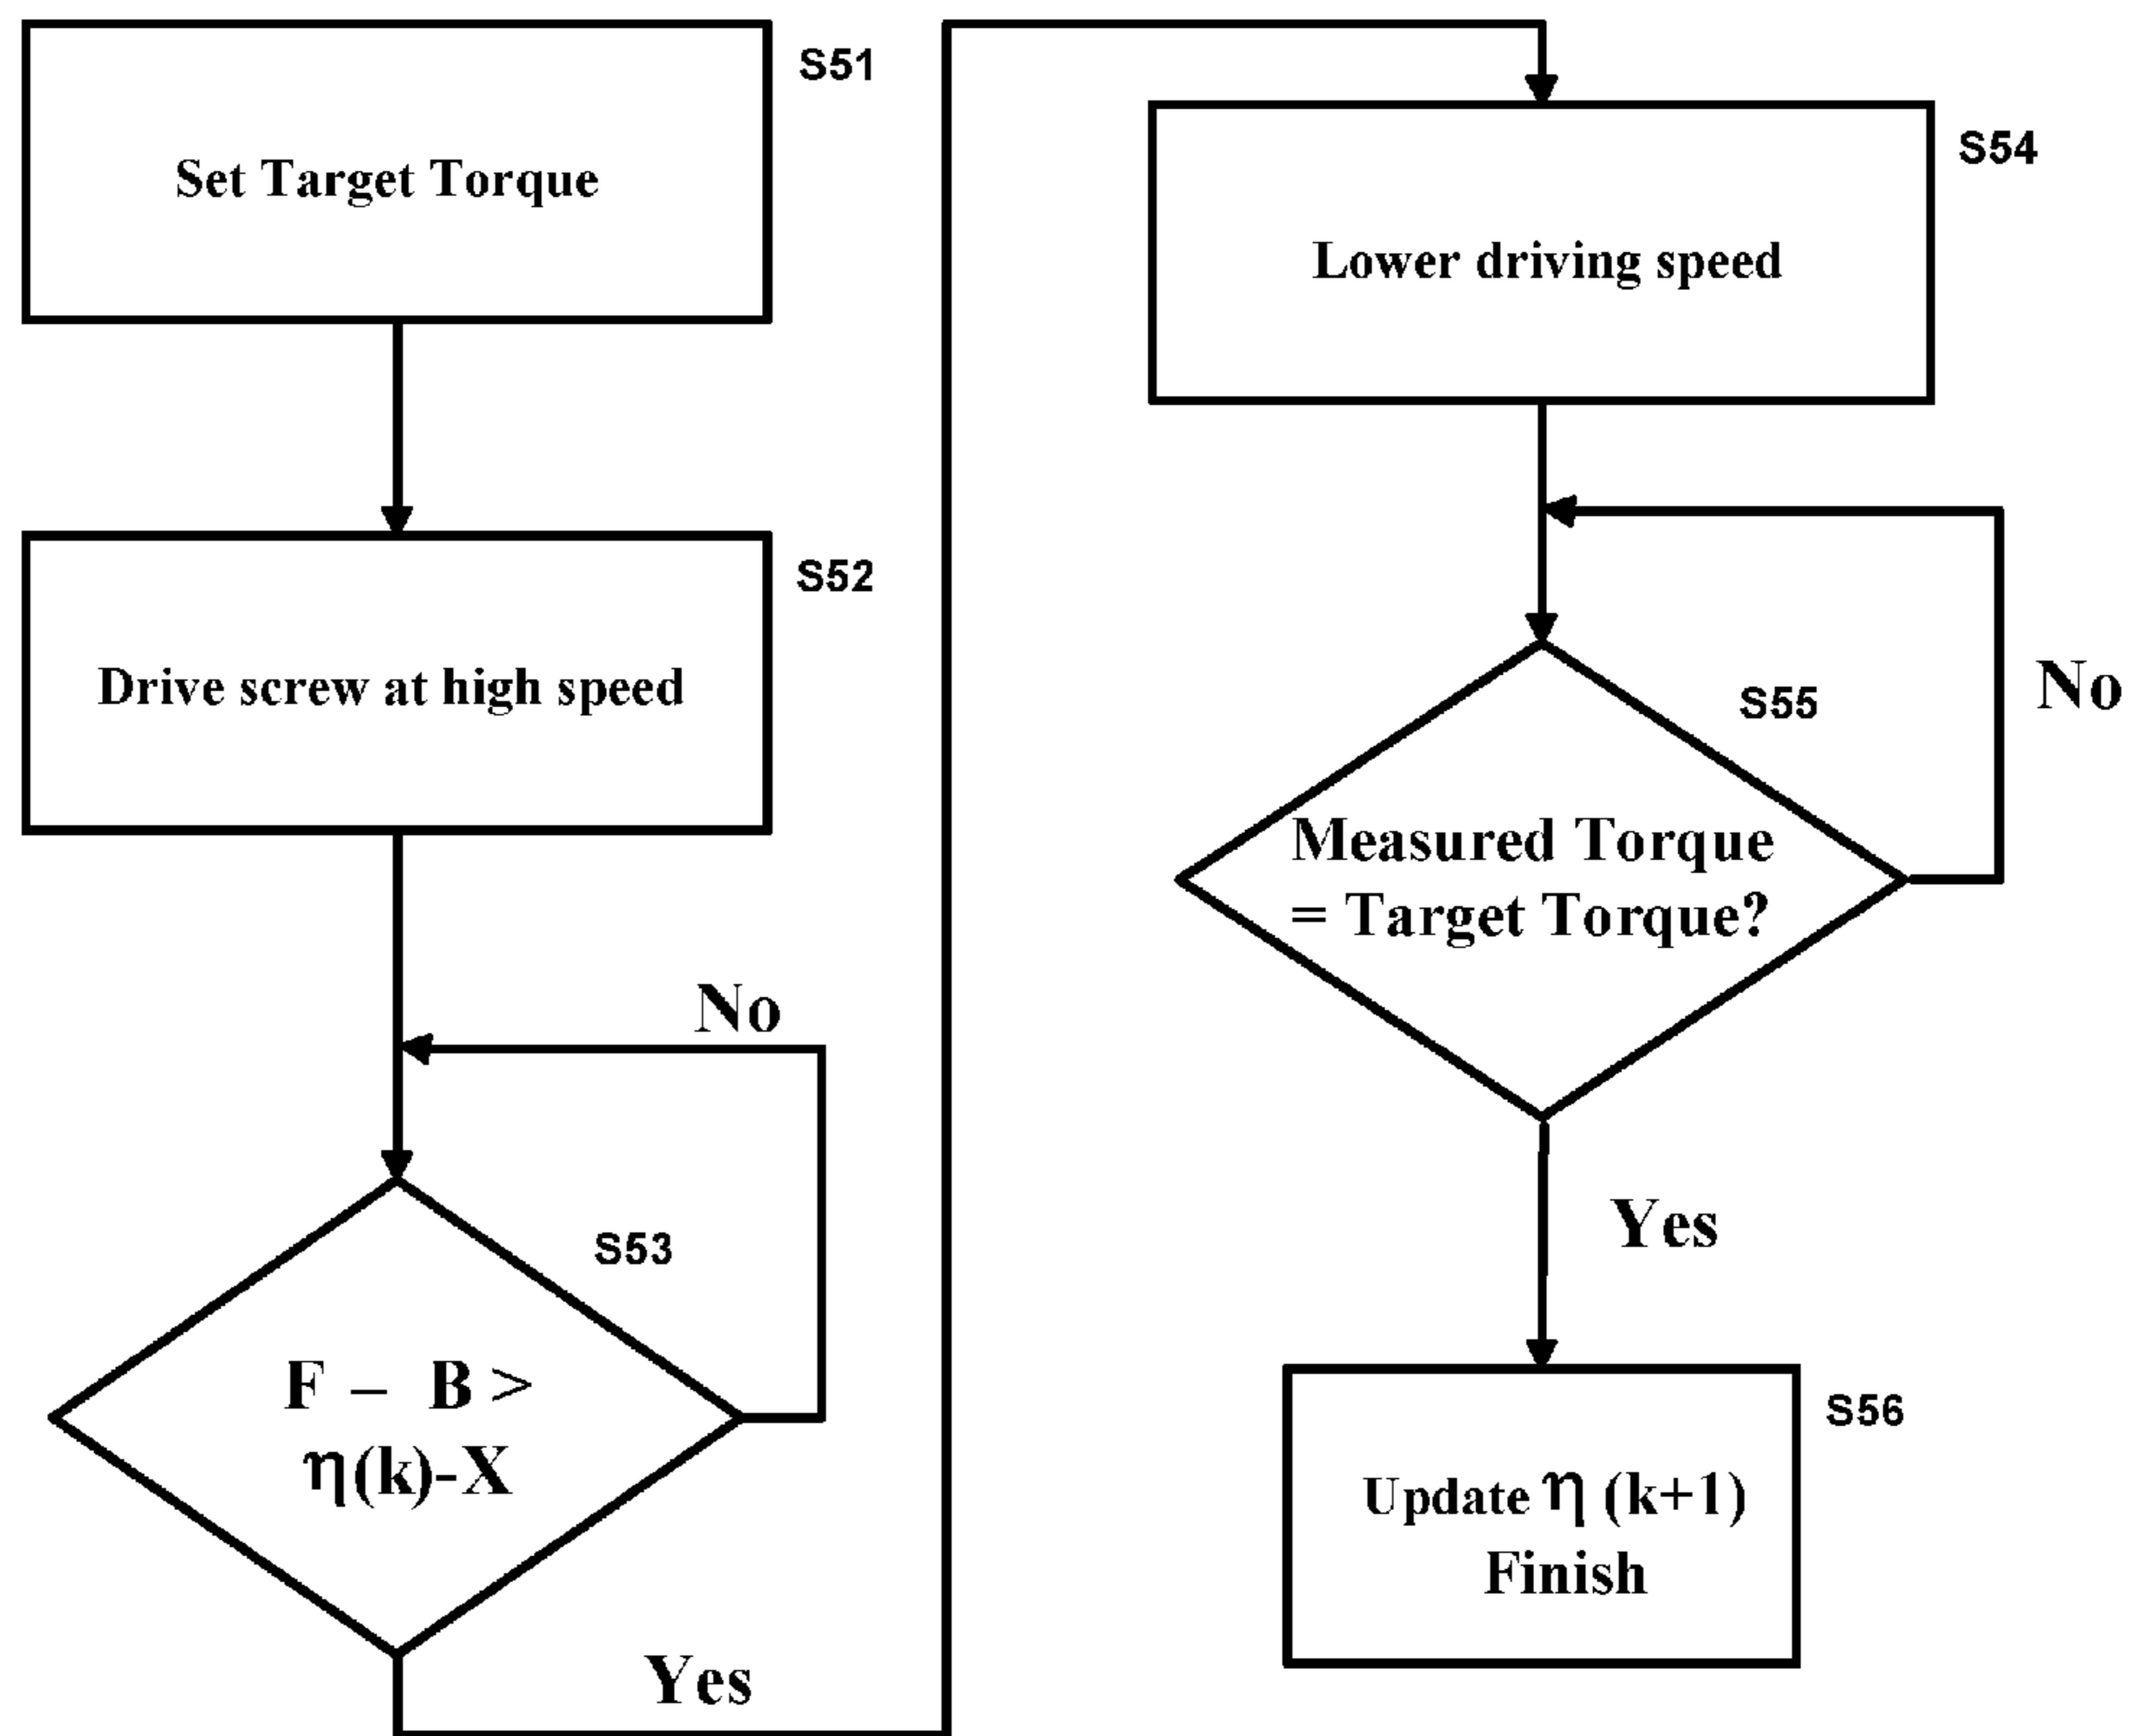 S51
Set Target Torque
S52
Drive screw at high speed
No
S53
F – B >
η(k)-X
Yes
S54
Lower driving speed
No
S55
Measured Torque
= Target Torque?
Yes
S56
Update η (k+1)
Finish